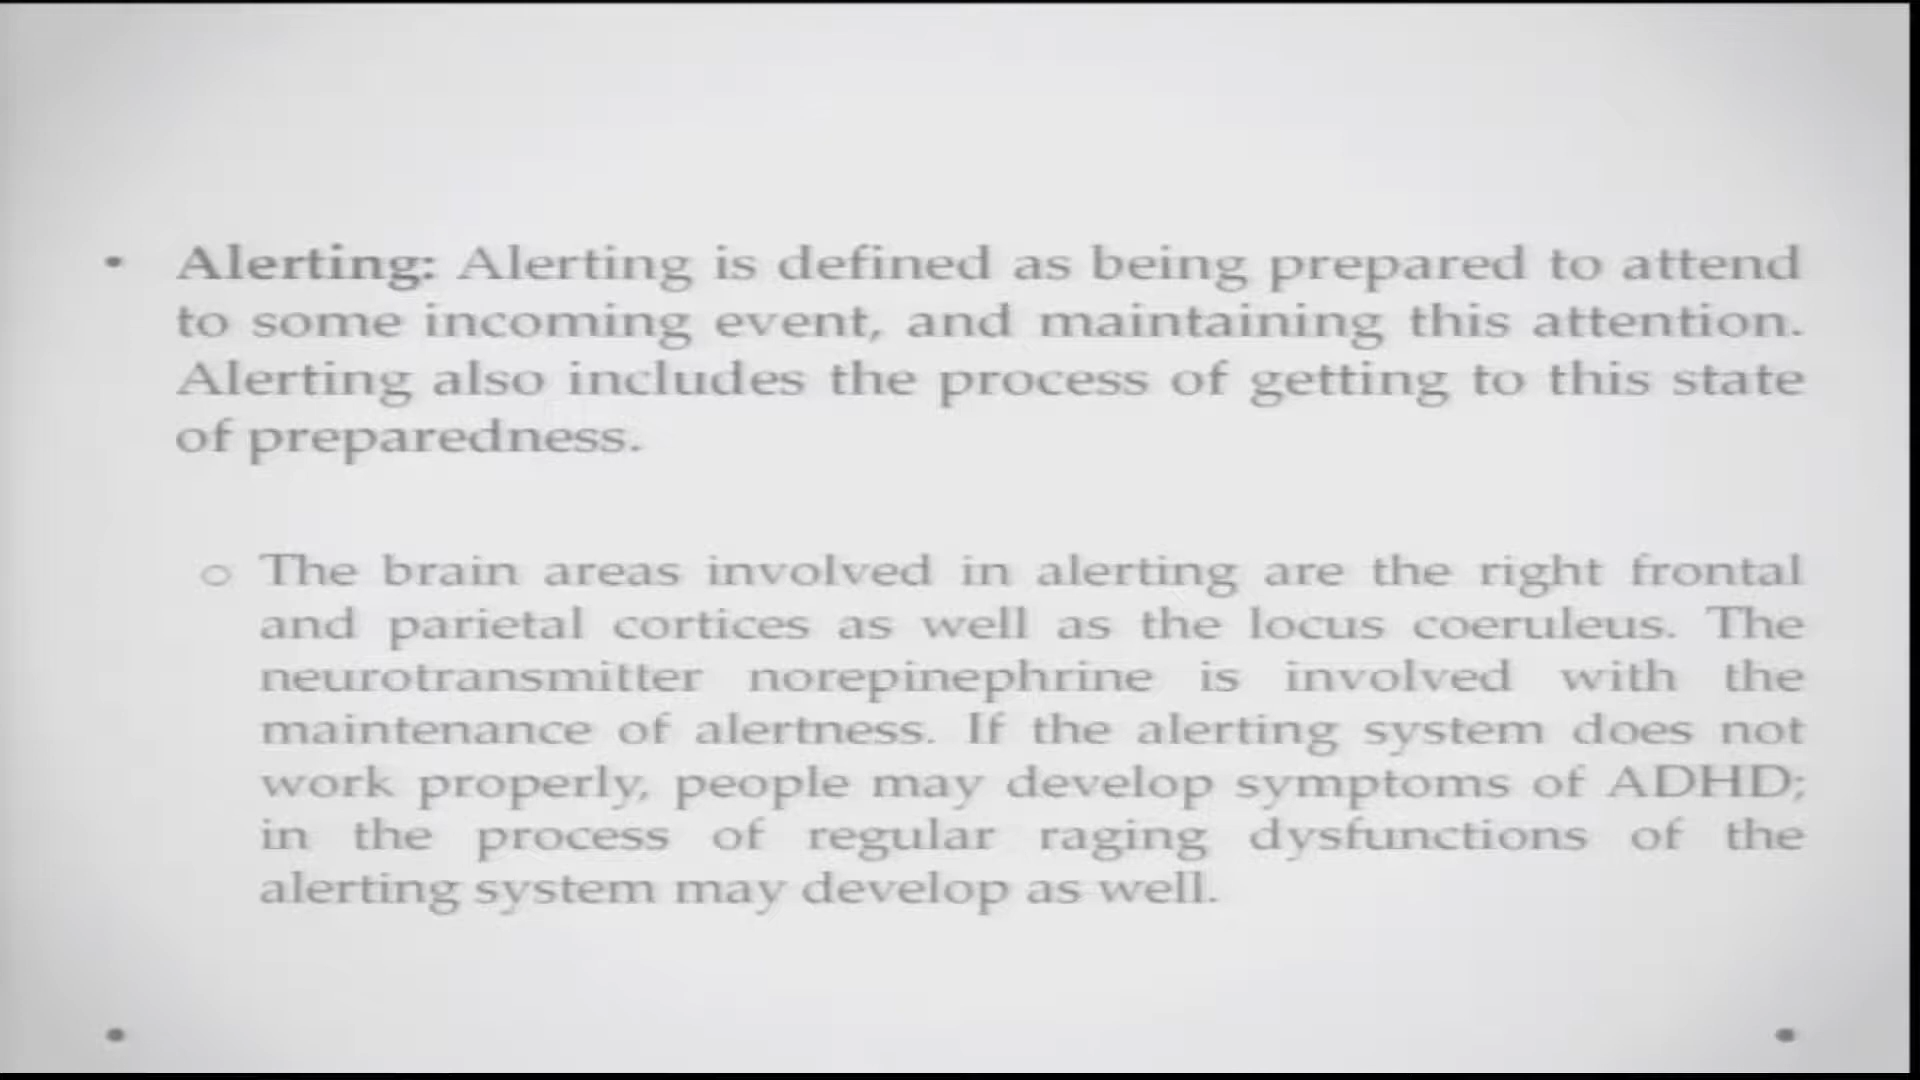 • Alerting: Alerting is defined as being prepared to attend
to some incoming event, and maintaining this attention.
Alerting also includes the process of getting to this state
of preparedness.
o The brain areas involved in alerting are the right frontal
and parietal cortices as well as the locus coeruleus. The
neurotransmitter norepinephrine is involved with the
maintenance of alertness. If the alerting system does not
work properly, people may develop symptoms of ADHD;
in the process of regular raging dysfunctions of the
alerting system may develop as well.